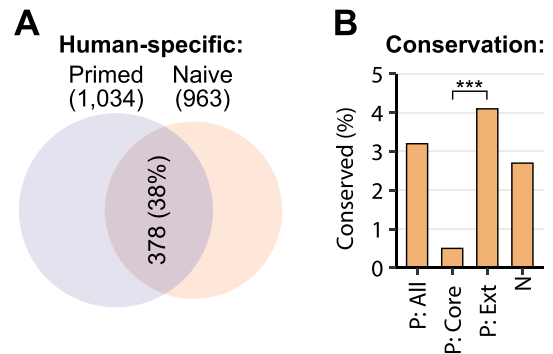 A
Human-specific:
Primed Naive
(1,034) (963)
378 (38%)
B
Conservation:
***
Conserved (%)
5
4
3
2
1
0
P: All
P: Core
P: Ext
N